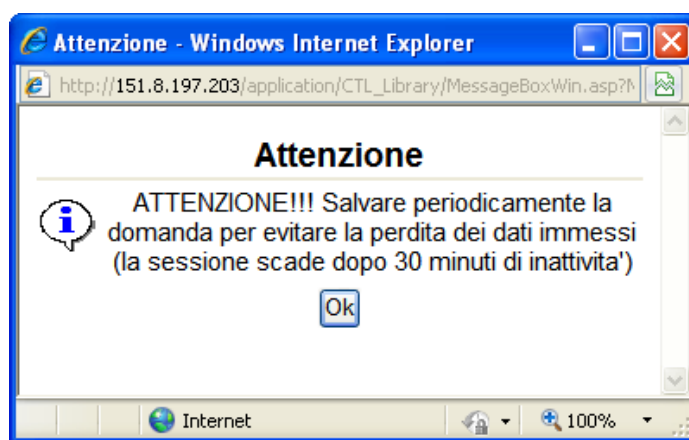 Attenzione - Windows Internet Explorer
http://151.8.197.203/application/CTL_Library/MessageBoxWin.asp?
Attenzione
ATTENZIONE!!! Salvare periodicamente la
domanda per evitare la perdita dei dati immessi
(la sessione scade dopo 30 minuti di inattivita')
Ok
Internet
100%